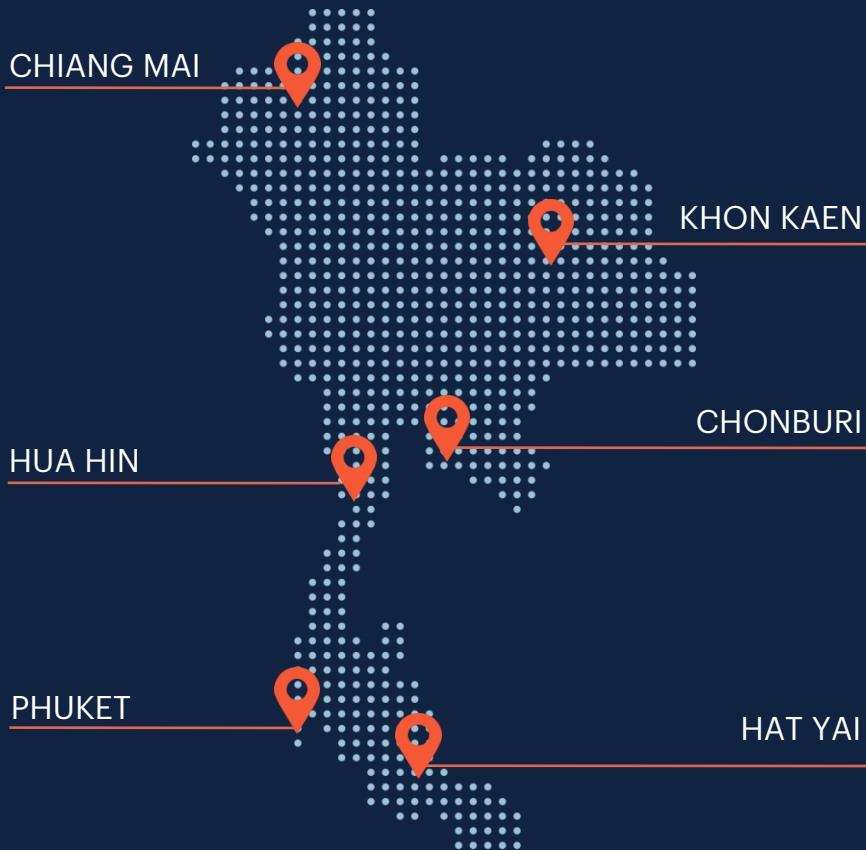 CHIANG MAI
KHON KAEN
CHONBURI
HUA HIN
PHUKET
HAT YAI